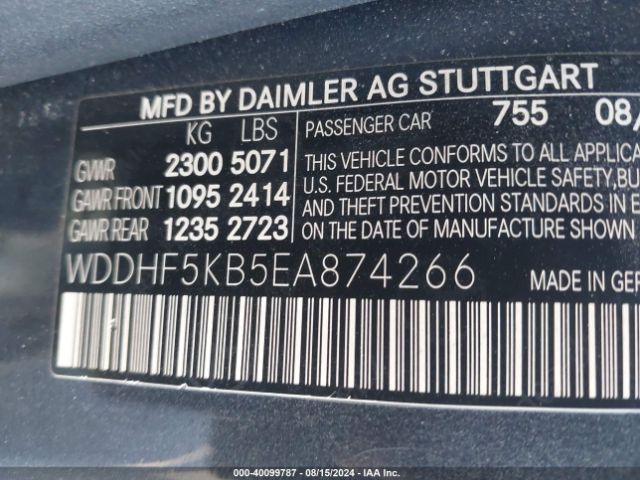 MFD BY DAIMLER AG STUTTGART
KG LBS
GVWR 2300 5071
GAWR FRONT 1095 2414
GAWR REAR 1235 2723
PASSENGER CAR 755 08/
THIS VEHICLE CONFORMS TO ALL APPLICA
U.S. FEDERAL MOTOR VEHICLE SAFETY, BU
AND THEFT PREVENTION STANDARDS IN E
ON THE DATE OF MANUFACTURE SHOWN
WDDHF5KB5EA874266
MADE IN GER
000-40099787 - 08/15/2024 - IAA Inc.